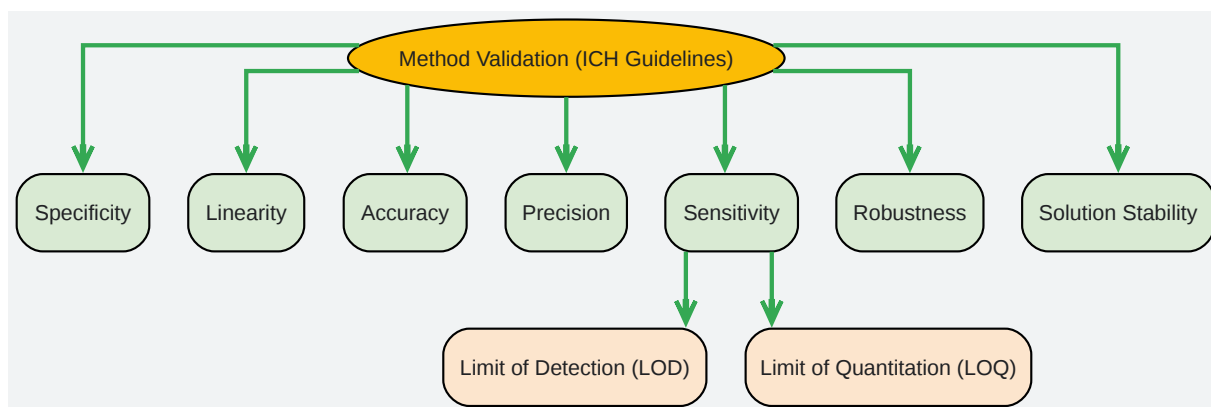 Method Validation (ICH Guidelines)
Specificity
Linearity
Accuracy
Precision
Sensitivity
Robustness
Solution Stability
Limit of Detection (LOD)
Limit of Quantitation (LOQ)